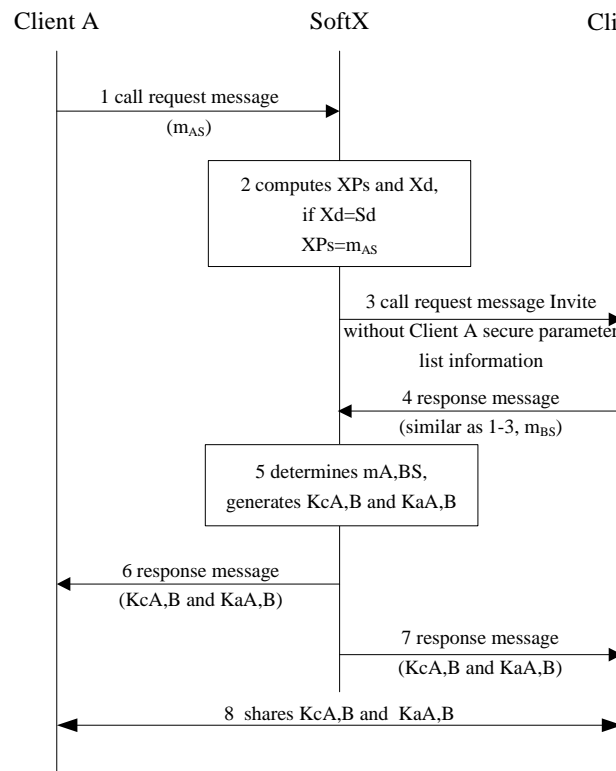 Client A
SoftX
Cli
1 call request message
(mAS)
2 computes XPs and Xd,
if Xd=Sd
XPs=mAS
3 call request message Invite
without Client A secure parameter
list information
4 response message
(similar as 1-3, mBS)
5 determines mA,BS,
generates KcA,B and KaA,B
6 response message
(KcA,B and KaA,B)
7 response message
(KcA,B and KaA,B)
8 shares KcA,B and KaA,B